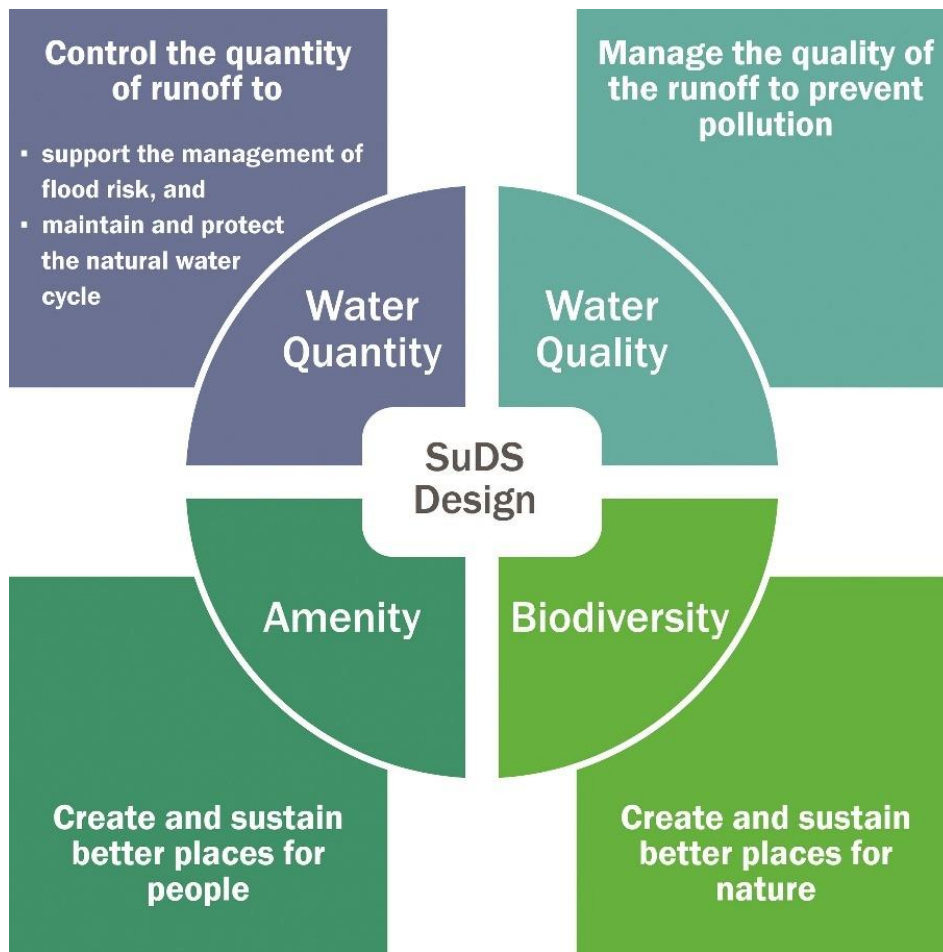 Control the quantity
of runoff to
▪ support the management of
flood risk, and
▪ maintain and protect
the natural water
cycle
Manage the quality of
the runoff to prevent
pollution
Water
Quantity
Water
Quality
SuDS
Design
Amenity
Biodiversity
Create and sustain
better places for
people
Create and sustain
better places for
nature